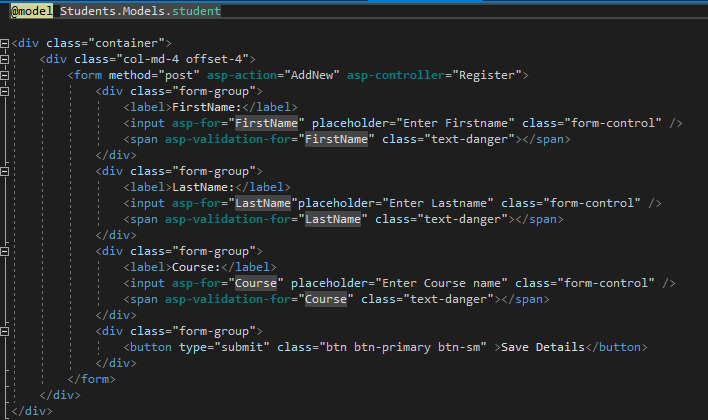 @model Students.Models.student
<div class="container">
<div class="col-md-4 offset-4">
<form method="post" asp-action="AddNew" asp-controller="Register">
<div class="form-group">
<label>FirstName:</label>
<input asp-for="FirstName" placeholder="Enter Firstname" class="form-control" />
<span asp-validation-for="FirstName" class="text-danger"></span>
</div>
<div class="form-group">
<label>LastName:</label>
<input asp-for="LastName"placeholder="Enter Lastname" class="form-control" />
<span asp-validation-for="LastName" class="text-danger"></span>
</div>
<div class="form-group">
<label>Course:</label>
<input asp-for="Course" placeholder="Enter Course name" class="form-control" />
<span asp-validation-for="Course" class="text-danger"></span>
</div>
<div class="form-group">
<button type="submit" class="btn btn-primary btn-sm" >Save Details</button>
</div>
</form>
</div>
</div>